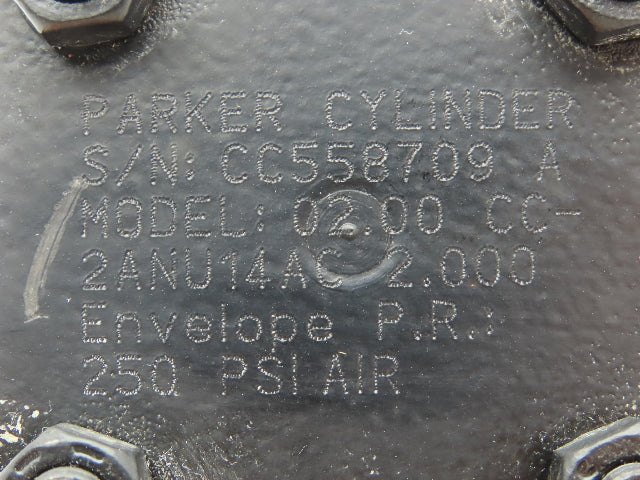 PARKER CYLINDER
S/N: CC558709 A
MODEL: 02.00 CC-
2ANU14AC 2.000
Envelope P.R.:
250 PSI AIR